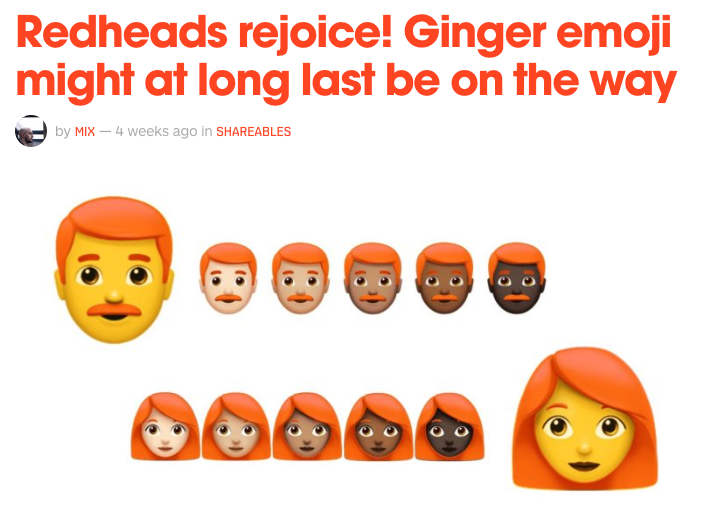 Redheads rejoice! Ginger emoji
might at long last be on the way
by MIX — 4 weeks ago in SHAREABLES